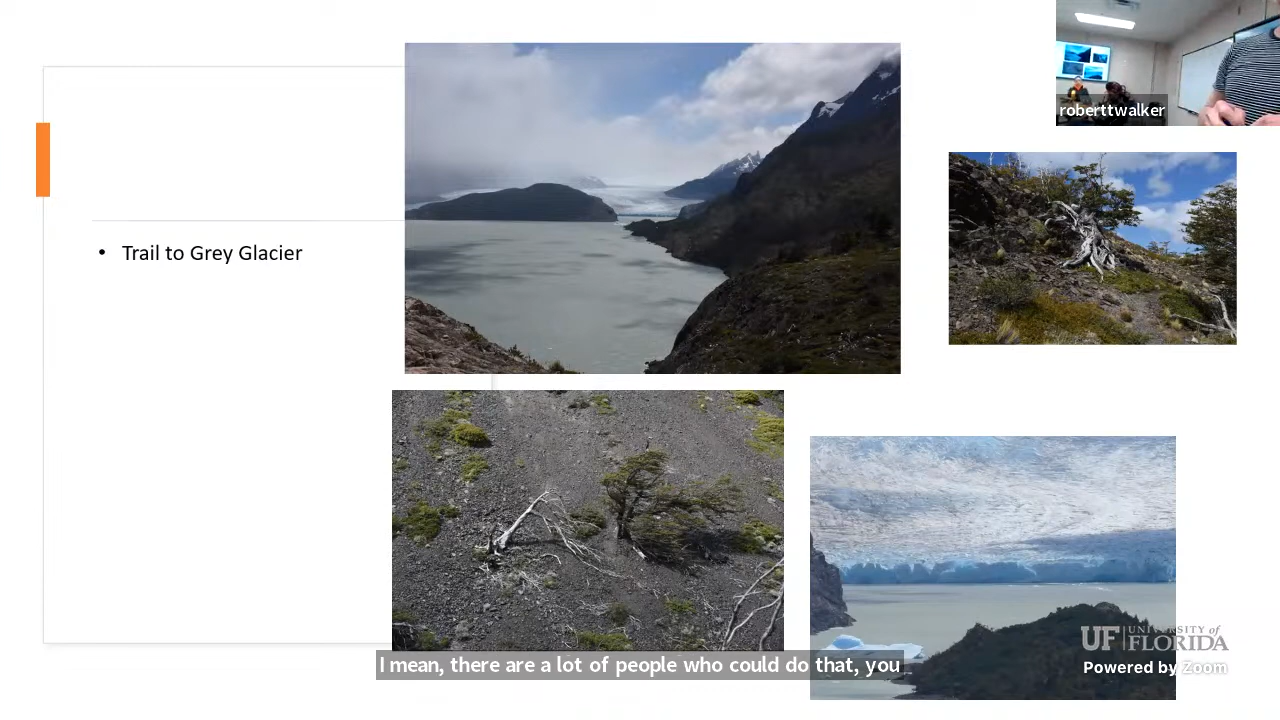 roberttwalker
• Trail to Grey Glacier
UF UNIVERSITY of FLORIDA
I mean, there are a lot of people who could do that, you
Powered by Zoom